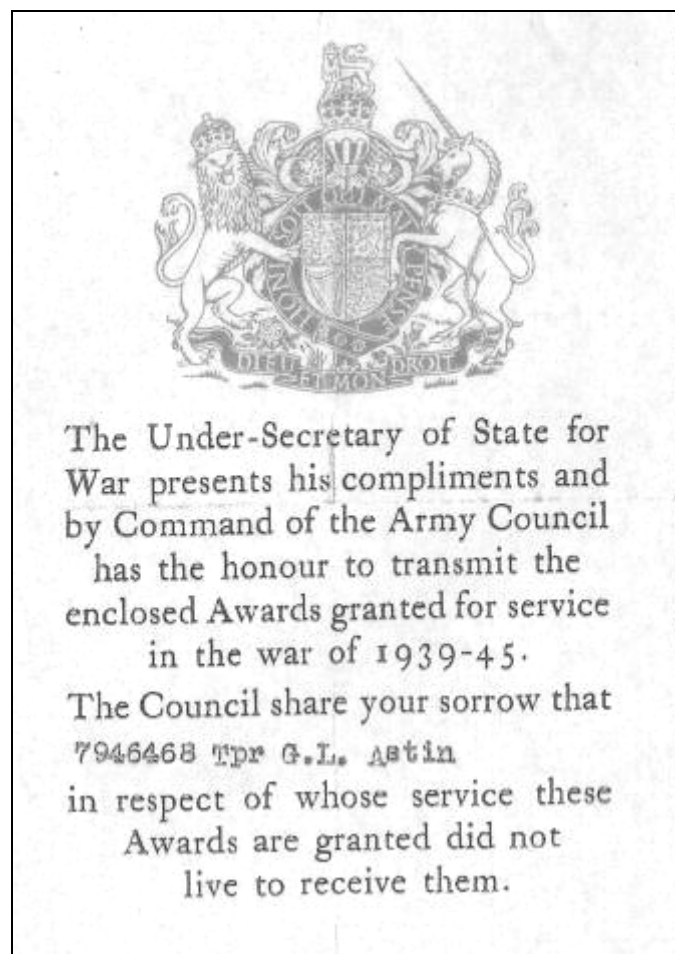 HONI SOIT QUI MAL Y PENSE
DIEU ET MON DROIT
The Under-Secretary of State for
War presents his compliments and
by Command of the Army Council
has the honour to transmit the
enclosed Awards granted for service
in the war of 1939-45.
The Council share your sorrow that
7946468 Tpr G.L. Astin
in respect of whose service these
Awards are granted did not
live to receive them.